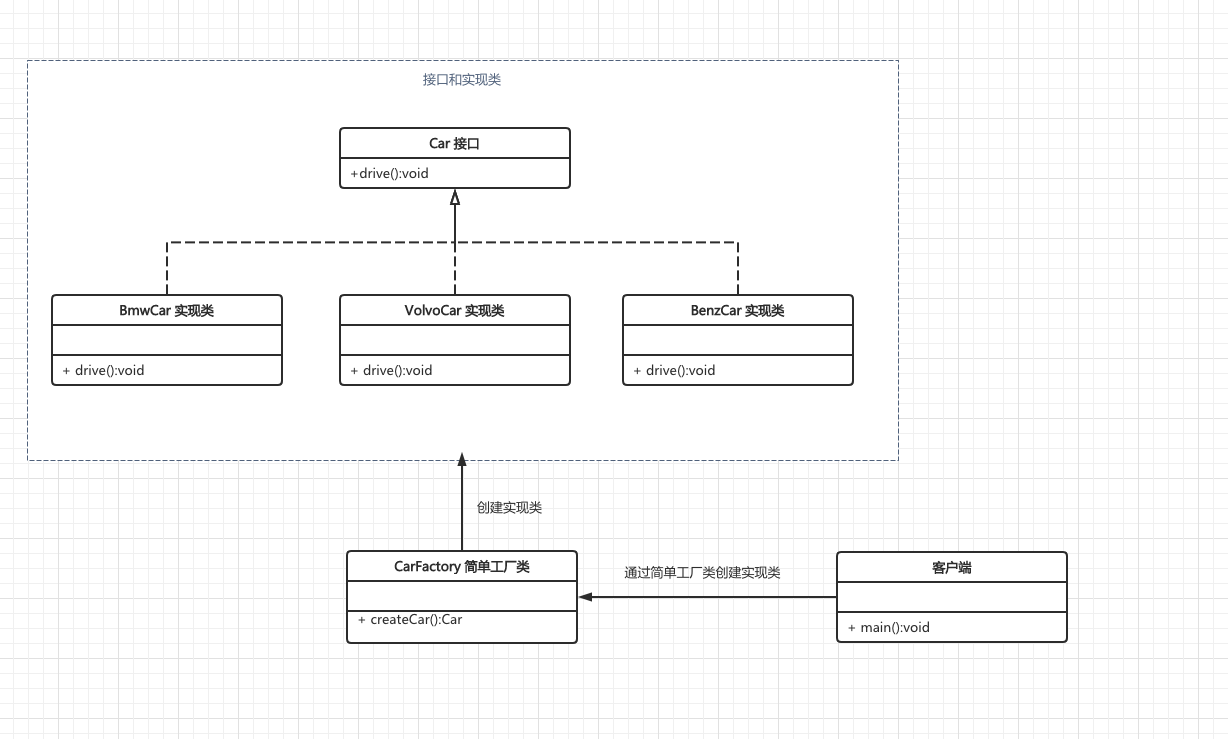 接口和实现类
Car 接口
+drive():void
BmwCar 实现类
+ drive():void
VolvoCar 实现类
+ drive():void
BenzCar 实现类
+ drive():void
创建实现类
CarFactory 简单工厂类
+ createCar():Car
通过简单工厂类创建实现类
客户端
+ main():void